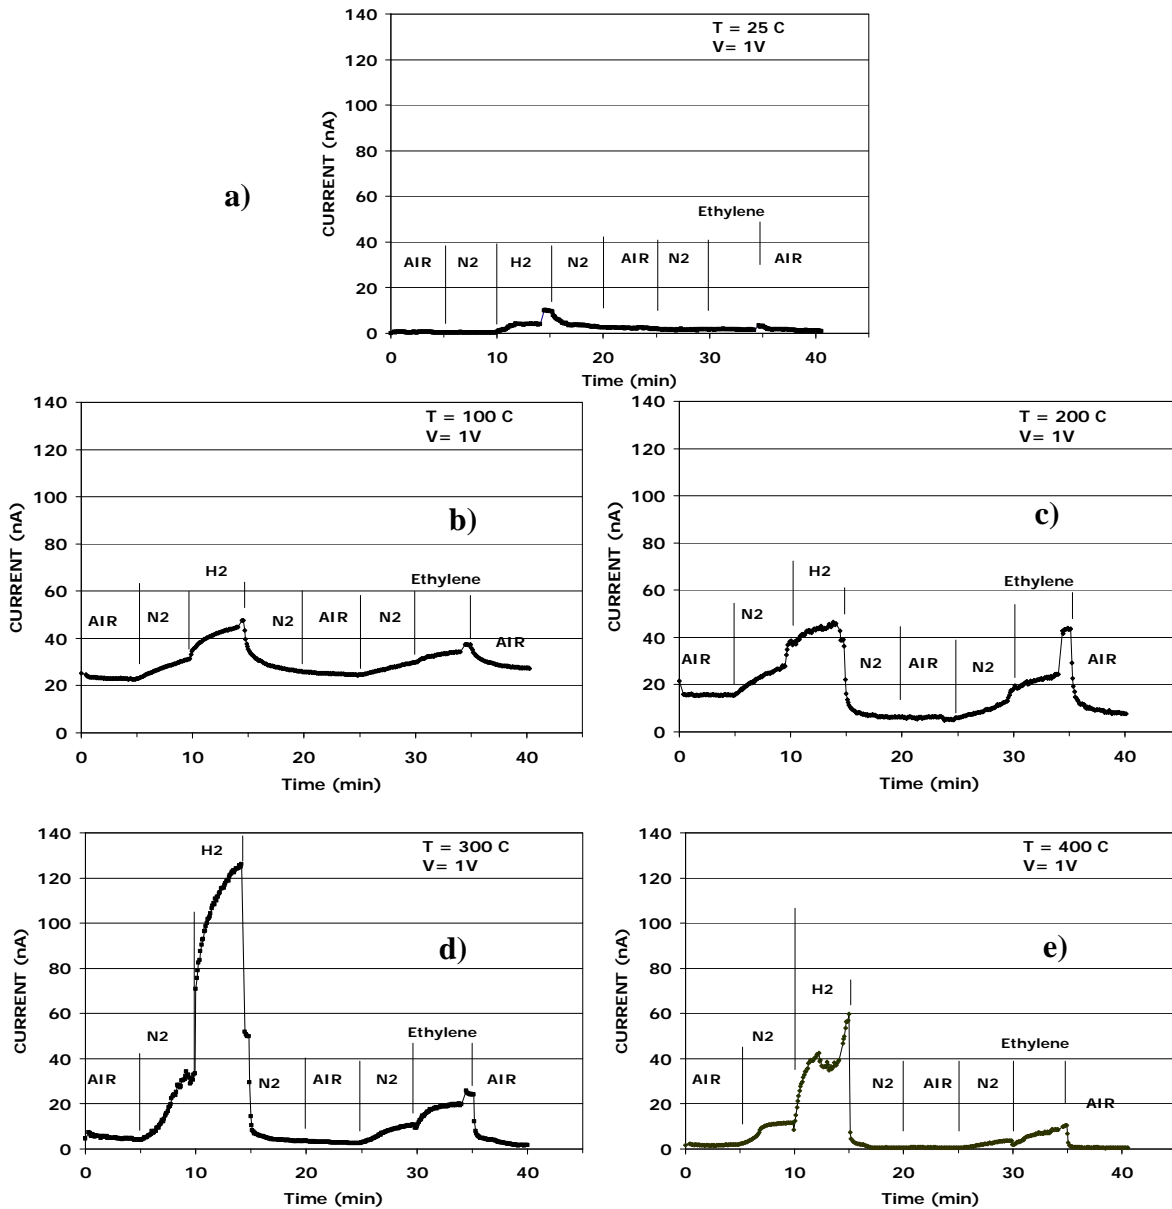 T = 25 C
V= 1V
140
120
100
80
60
40
20
0
CURRENT (nA)
a)
Ethylene
AIR N2 H2 N2 AIR N2 AIR
0 10 20 30 40
Time (min)
T = 100 C
V= 1V
140
120
100
80
60
40
20
0
CURRENT (nA)
b)
H2
Ethylene
AIR N2 N2 AIR N2 AIR
0 10 20 30 40
Time (min)
T = 200 C
V= 1V
140
120
100
80
60
40
20
0
CURRENT (nA)
c)
H2
Ethylene
AIR N2 N2 AIR N2 AIR
0 10 20 30 40
Time (min)
T = 300 C
V= 1V
140
120
100
80
60
40
20
0
CURRENT (nA)
d)
H2
N2
Ethylene
AIR N2 AIR N2 AIR
0 10 20 30 40
Time (min)
T = 400 C
V= 1V
140
120
100
80
60
40
20
0
CURRENT (nA)
e)
H2
N2
Ethylene
AIR N2 AIR N2 AIR
0 10 20 30 40
Time (min)